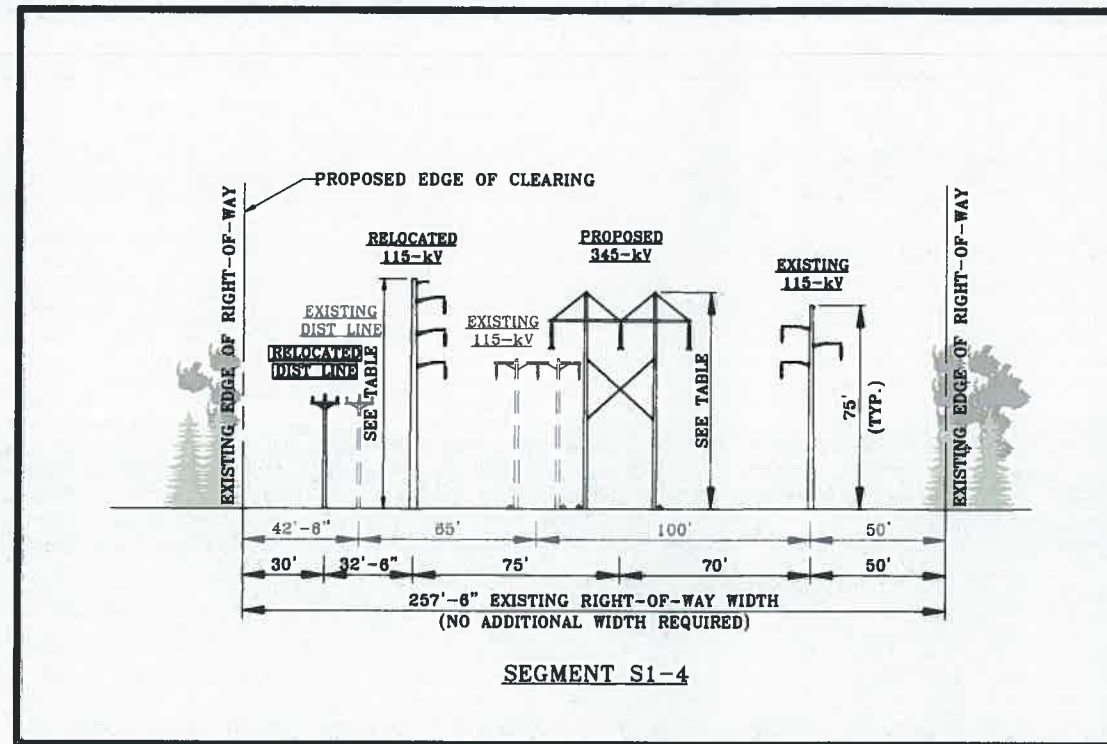 PROPOSED EDGE OF CLEARING
EXISTING EDGE OF RIGHT-OF-WAY
EXISTING EDGE OF RIGHT-OF-WAY
RELOCATED
115-kV
PROPOSED
345-kV
EXISTING
115-kV
EXISTING
DIST LINE
EXISTING
115-kV
RELOCATED
DIST LINE
SEE TABLE
SEE TABLE
75'
(TYP.)
42'-6" 65' 100' 50'
30' 32'-6" 75' 70' 50'
257'-6" EXISTING RIGHT-OF-WAY WIDTH
(NO ADDITIONAL WIDTH REQUIRED)
SEGMENT S1-4